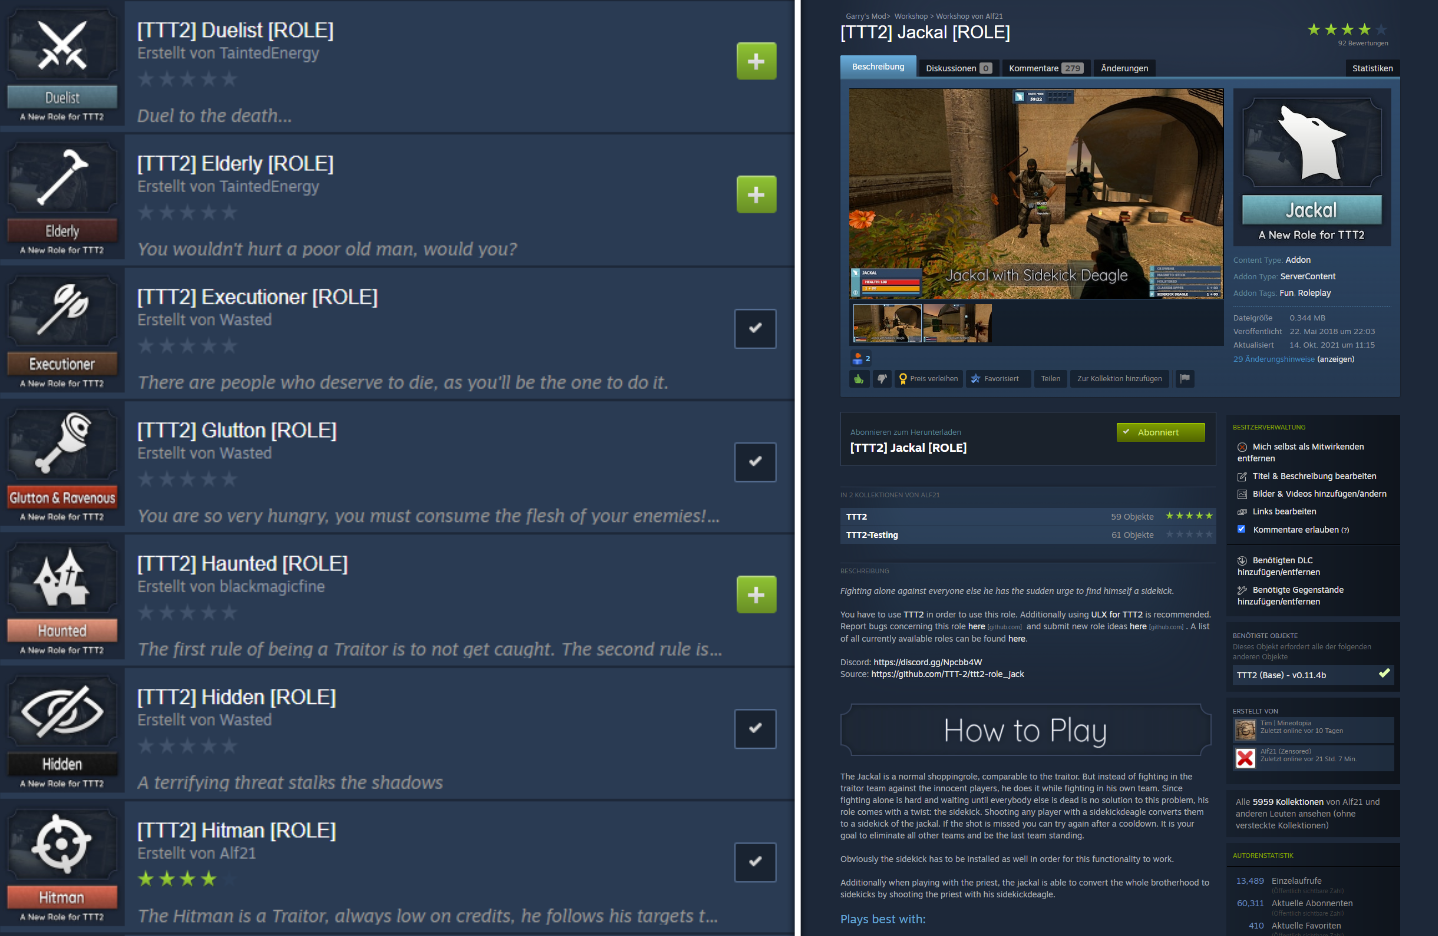 [TTT2] Duelist [ROLE]
Erstellt von TaintedEnergy
Duelist
A New Role for TTT2
Duel to the death...
[TTT2] Elderly [ROLE]
Erstellt von TaintedEnergy
Elderly
A New Role for TTT2
You wouldn't hurt a poor old man, would you?
[TTT2] Executioner [ROLE]
Erstellt von Wasted
Executioner
A New Role for TTT2
There are people who deserve to die, as you'll be the one to do it.
[TTT2] Glutton [ROLE]
Erstellt von Wasted
Glutton & Ravenous
A New Role for TTT2
You are so very hungry, you must consume the flesh of your enemies!...
[TTT2] Haunted [ROLE]
Erstellt von blackmagicfine
Haunted
A New Role for TTT2
The first rule of being a Traitor is to not get caught. The second rule is...
[TTT2] Hidden [ROLE]
Erstellt von Wasted
Hidden
A New Role for TTT2
A terrifying threat stalks the shadows
[TTT2] Hitman [ROLE]
Erstellt von Alf21
Hitman
A New Role for TTT2
The Hitman is a Traitor, always low on credits, he follows his targets t...
Garry's Mod> Workshop > Workshop von Alf21
[TTT2] Jackal [ROLE]
92 Bewertungen
Beschreibung
Diskussionen 0
Kommentare 279
Änderungen
Statistiken
JACKAL
Jackal with Sidekick Deagle
SIDEKICK DEAGLE
Jackal
A New Role for TTT2
Content Type: Addon
Addon Type: ServerContent
Addon Tags: Fun Roleplay
Dateigröße 0.344 MB
Veröffentlicht 22. Mai 2018 um 22:03
Aktualisiert 14. Okt. 2021 um 11:15
29 Änderungshinweise (anzeigen)
2
Preis verleihen
Favorisiert
Teilen
Zur Kollektion hinzufügen
Abonnieren zum Herunterladen
[TTT2] Jackal [ROLE]
Abonniert
IN 2 KOLLEKTIONEN VON ALF21
TTT2 59 Objekte
TTT2-Testing 61 Objekte
BESCHREIBUNG
Fighting alone against everyone else he has the sudden urge to find himself a sidekick.
You have to use TTT2 in order to use this role. Additionally using ULX for TTT2 is recommended.
Report bugs concerning this role here [github.com] and submit new role ideas here [github.com] . A list
of all currently available roles can be found here.
Discord: https://discord.gg/Npcbb4W
Source: https://github.com/TTT-2/ttt2-role_jack
How to Play
The Jackal is a normal shoppingrole, comparable to the traitor. But instead of fighting in the
traitor team against the innocent players, he does it while fighting in his own team. Since
fighting alone is hard and waiting until everybody else is dead is no solution to this problem, his
role comes with a twist: the sidekick. Shooting any player with a sidekickdeagle converts them
to a sidekick of the jackal. If the shot is missed you can try again after a cooldown. It is your
goal to eliminate all other teams and be the last team standing.
Obviously the sidekick has to be installed as well in order for this functionality to work.
Additionally when playing with the priest, the jackal is able to convert the whole brotherhood to
sidekicks by shooting the priest with his sidekickdeagle.
Plays best with:
BESITZERVERWALTUNG
Mich selbst als Mitwirkenden
entfernen
Titel & Beschreibung bearbeiten
Bilder & Videos hinzufügen/ändern
Links bearbeiten
Kommentare erlauben (?)
Benötigten DLC
hinzufügen/entfernen
Benötigte Gegenstände
hinzufügen/entfernen
BENÖTIGTE OBJEKTE
Dieses Objekt erfordert alle der folgenden
anderen Objekte
TTT2 (Base) - v0.11.4b
ERSTELLT VON
Tim | Mineotopia
Zuletzt online vor 10 Tagen
Alf21 (Zensored)
Zuletzt online vor 21 Std. 7 Min.
Alle 5959 Kollektionen von Alf21 und
anderen Leuten ansehen (ohne
versteckte Kollektionen)
AUTORENSTATISTIK
13,489 Einzelaufrufe
(Öffentlich sichtbare Zahl)
60,311 Aktuelle Abonnenten
(Öffentlich sichtbare Zahl)
410 Aktuelle Favoriten
(Öffentlich sichtbare Zahl)